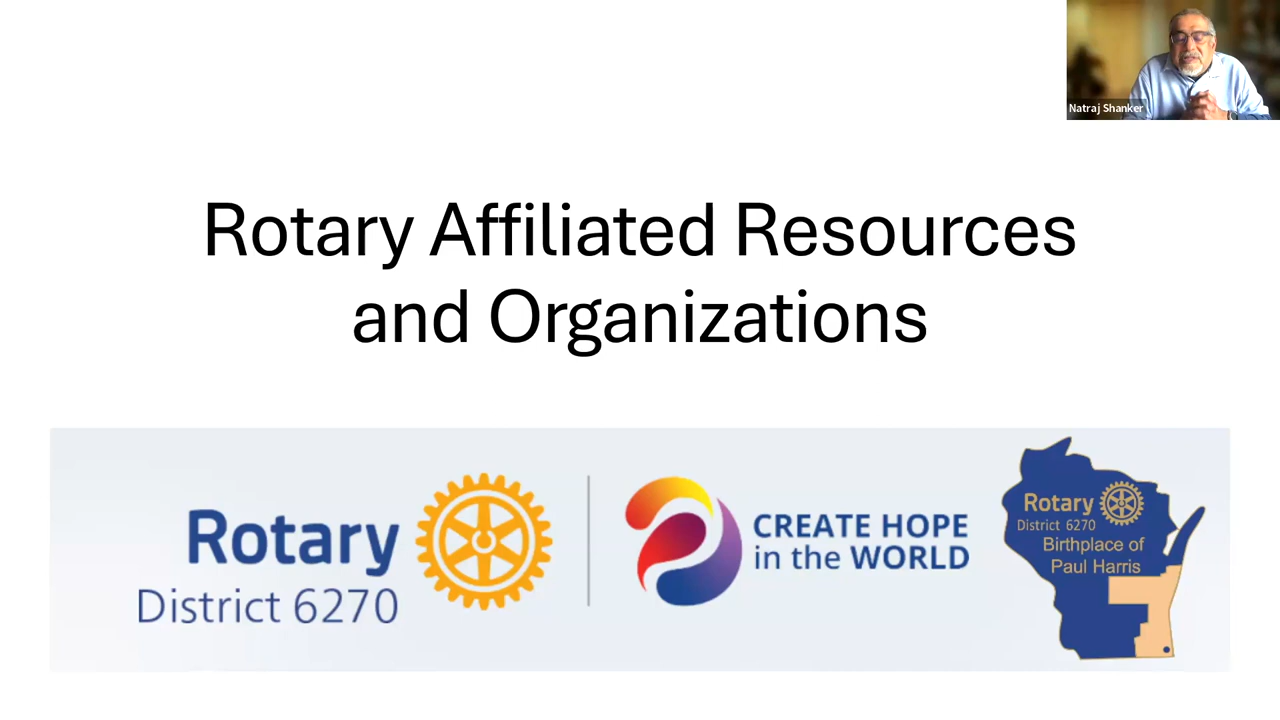 Natraj Shanker
Rotary Affiliated Resources
and Organizations
Rotary
District 6270
CREATE HOPE
in the WORLD
Rotary
District 6270
Birthplace of
Paul Harris